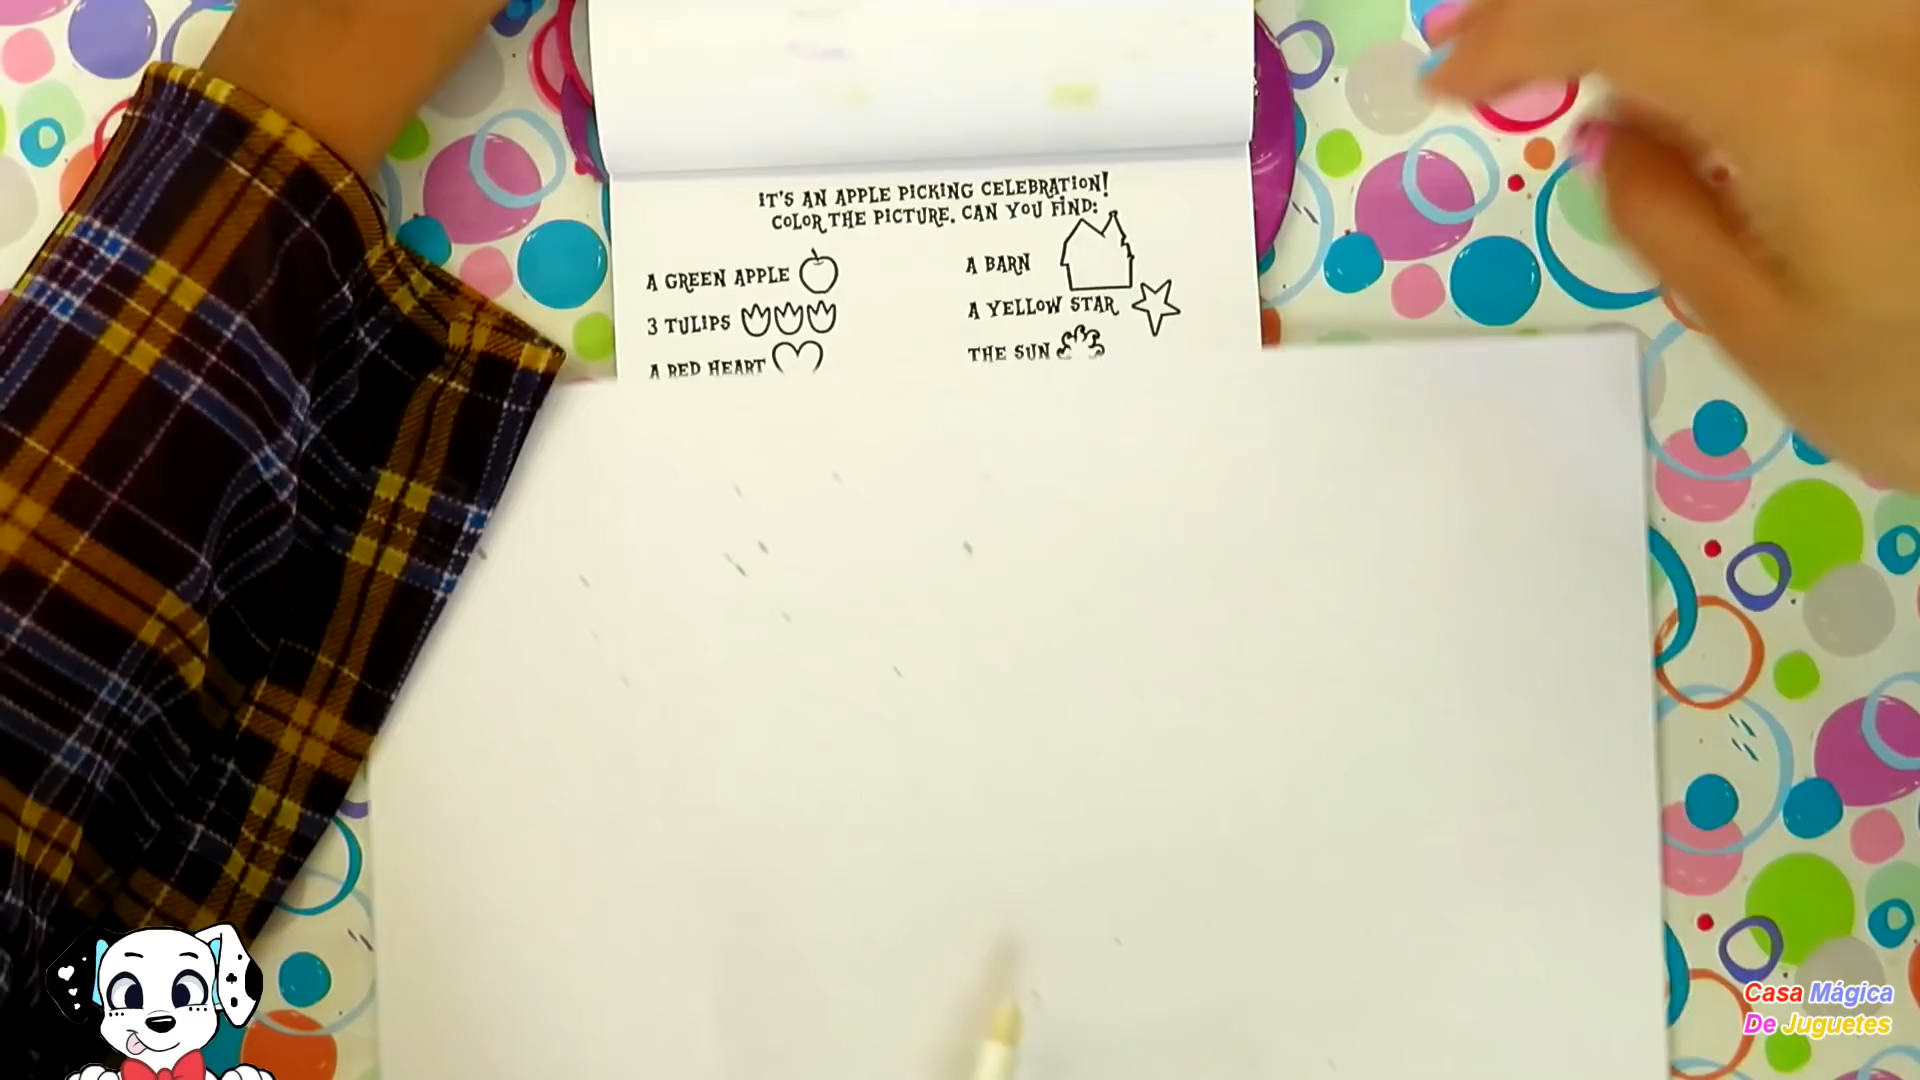 IT'S AN APPLE PICKING CELEBRATION!
COLOR THE PICTURE. CAN YOU FIND:
A GREEN APPLE
3 TULIPS
A RED HEART
A BARN
A YELLOW STAR
THE SUN
Casa Mágica
De Juguetes